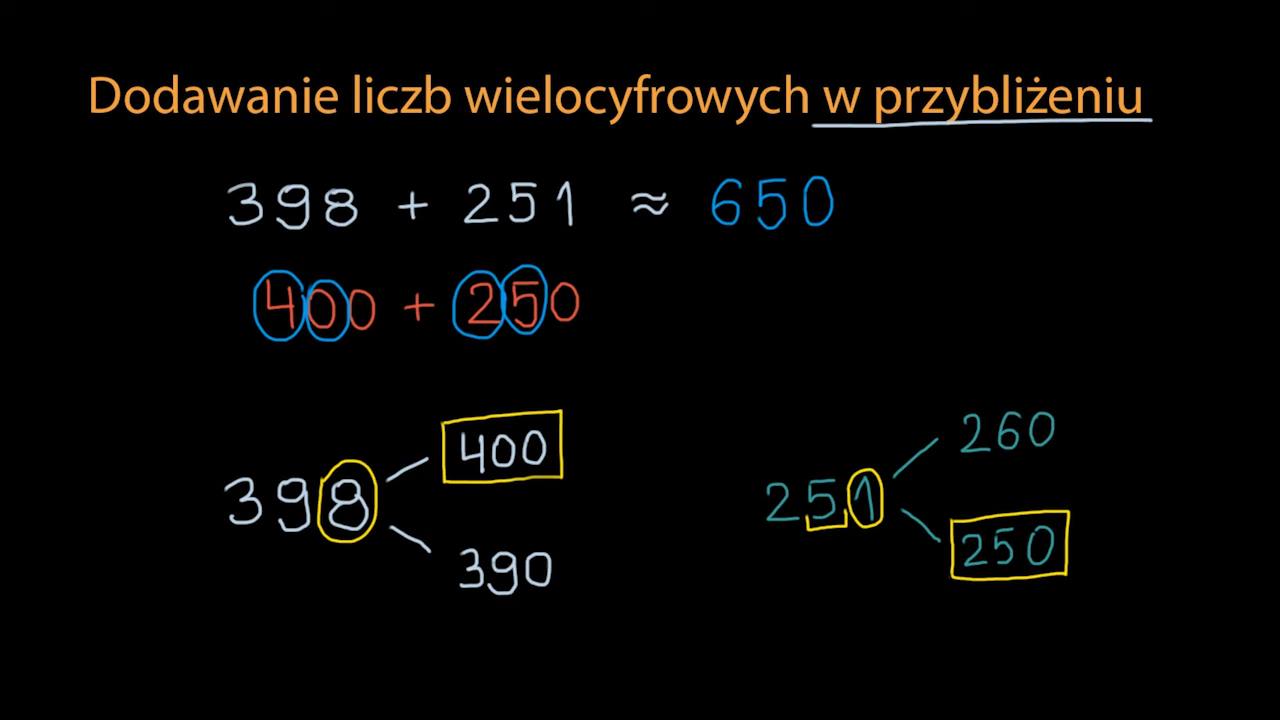 Dodawanie liczb wielocyfrowych w przybliżeniu
398 + 251 ≈ 650
400 + 250
398
400
390
251
260
250